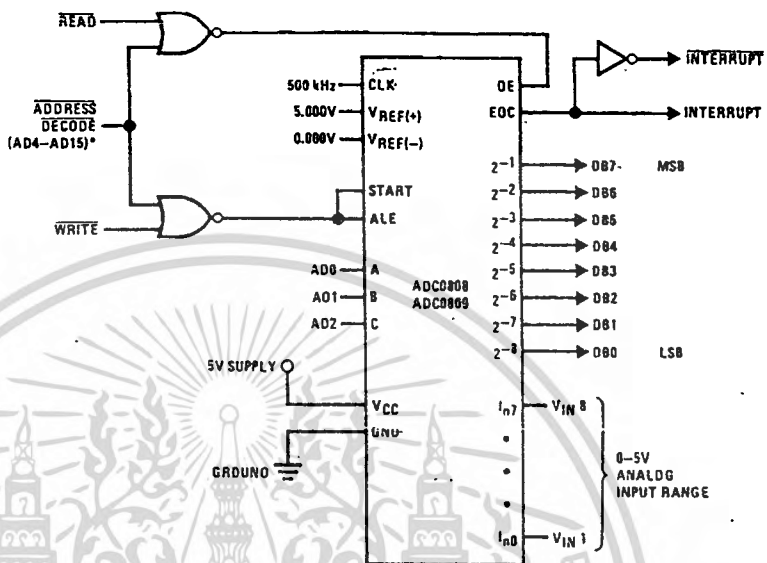 READ
500 kHz
CLK
OE
INTERRUPT
ADDRESS
DECODE
(AD4–AD15)*
5.000V
VREF(+)
EOC
INTERRUPT
0.000V
VREF(−)
2−1
DB7
MSB
START
2−2
DB6
ALE
2−3
DB5
WRITE
2−4
DB4
AD0
A
ADC0808
2−5
DB3
AD1
B
ADC0809
2−6
DB2
AD2
C
2−7
DB1
2−8
DB0
LSB
5V SUPPLY
VCC
In7
VIN 8
GND
GROUND
0–5V
ANALOG
INPUT RANGE
In0
VIN 1